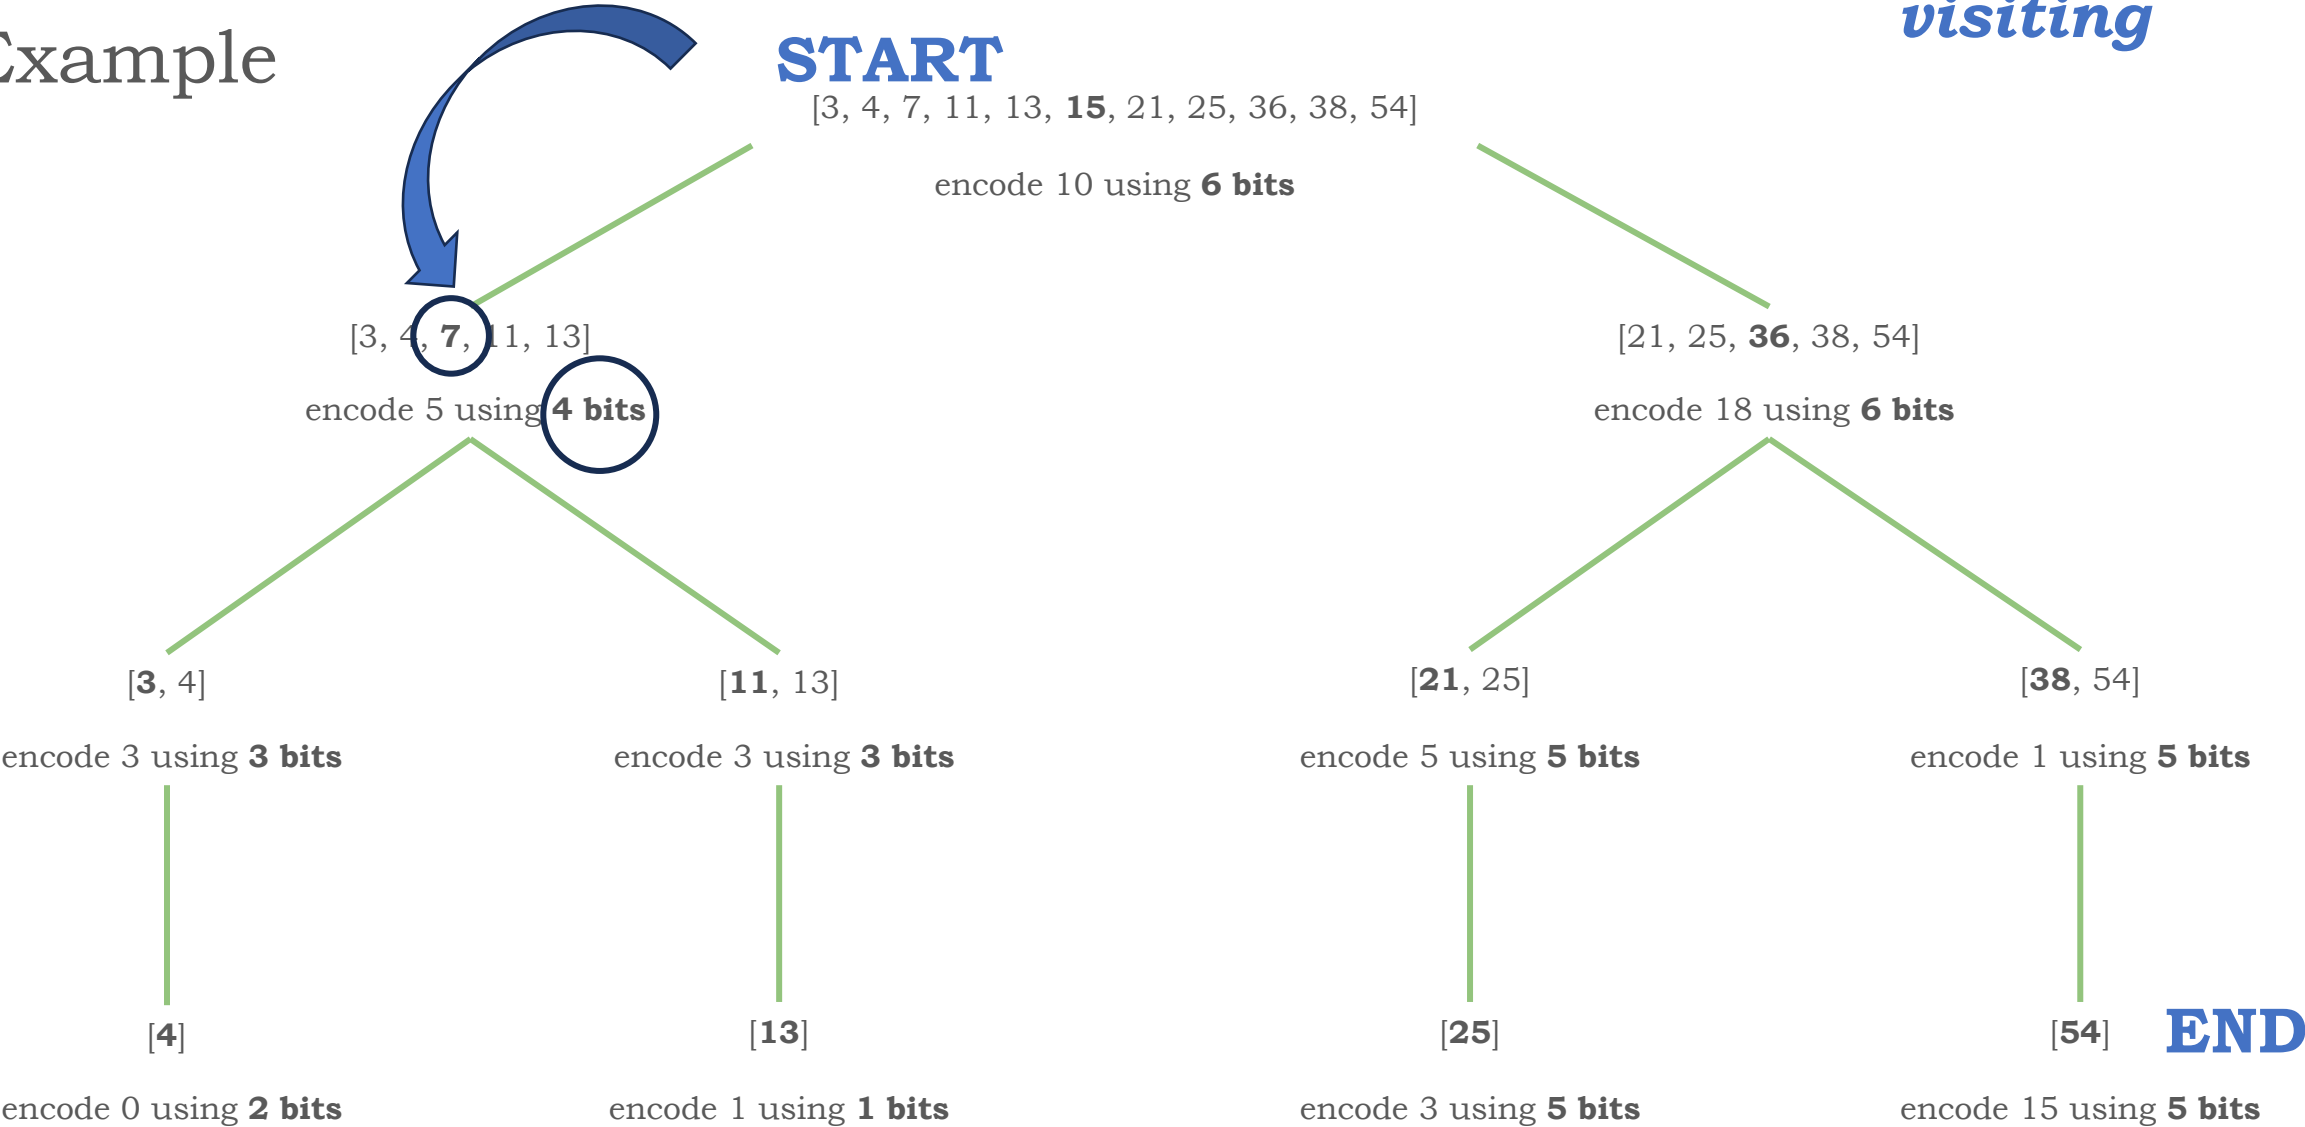 visiting
Example
START
[3, 4, 7, 11, 13, 15, 21, 25, 36, 38, 54]
encode 10 using 6 bits
[3, 4, 7, 11, 13]
[21, 25, 36, 38, 54]
encode 5 using 4 bits
encode 18 using 6 bits
[3, 4]
[11, 13]
[21, 25]
[38, 54]
encode 3 using 3 bits
encode 3 using 3 bits
encode 5 using 5 bits
encode 1 using 5 bits
[4]
[13]
[25]
[54]
END
encode 0 using 2 bits
encode 1 using 1 bits
encode 3 using 5 bits
encode 15 using 5 bits